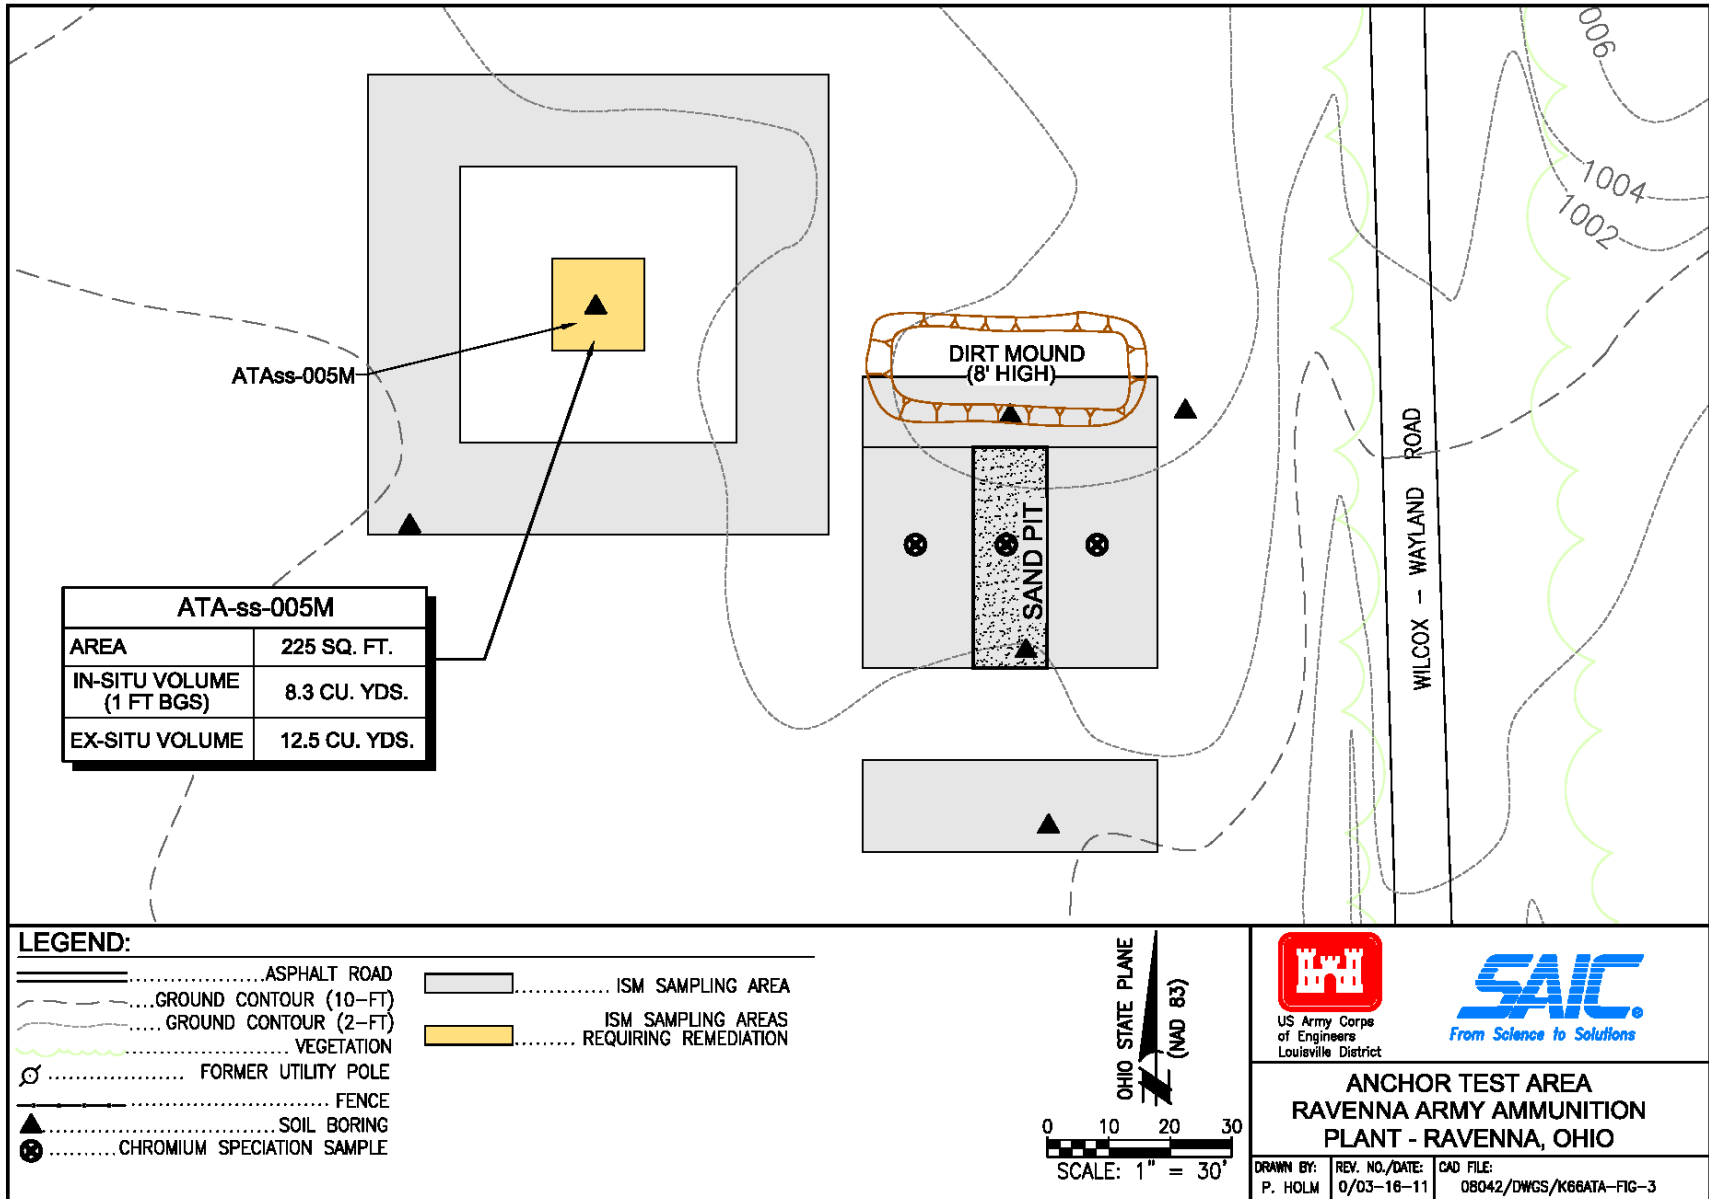 006
1004
1002
ATAss-005M
DIRT MOUND
(8' HIGH)
SAND PIT
WILCOX - WAYLAND ROAD
ATA-ss-005M
AREA 225 SQ. FT.
IN-SITU VOLUME
(1 FT BGS) 8.3 CU. YDS.
EX-SITU VOLUME 12.5 CU. YDS.
LEGEND:
ASPHALT ROAD
GROUND CONTOUR (10-FT)
GROUND CONTOUR (2-FT)
VEGETATION
FORMER UTILITY POLE
FENCE
SOIL BORING
CHROMIUM SPECIATION SAMPLE
ISM SAMPLING AREA
ISM SAMPLING AREAS
REQUIRING REMEDIATION
OHIO STATE PLANE
(NAD 83)
0 10 20 30
SCALE: 1" = 30'
US Army Corps
of Engineers
Louisville District
SAIC
From Science to Solutions
ANCHOR TEST AREA
RAVENNA ARMY AMMUNITION
PLANT - RAVENNA, OHIO
DRAWN BY: REV. NO./DATE: CAD FILE:
P. HOLM 0/03-16-11 08042/DWGS/K66ATA-FIG-3